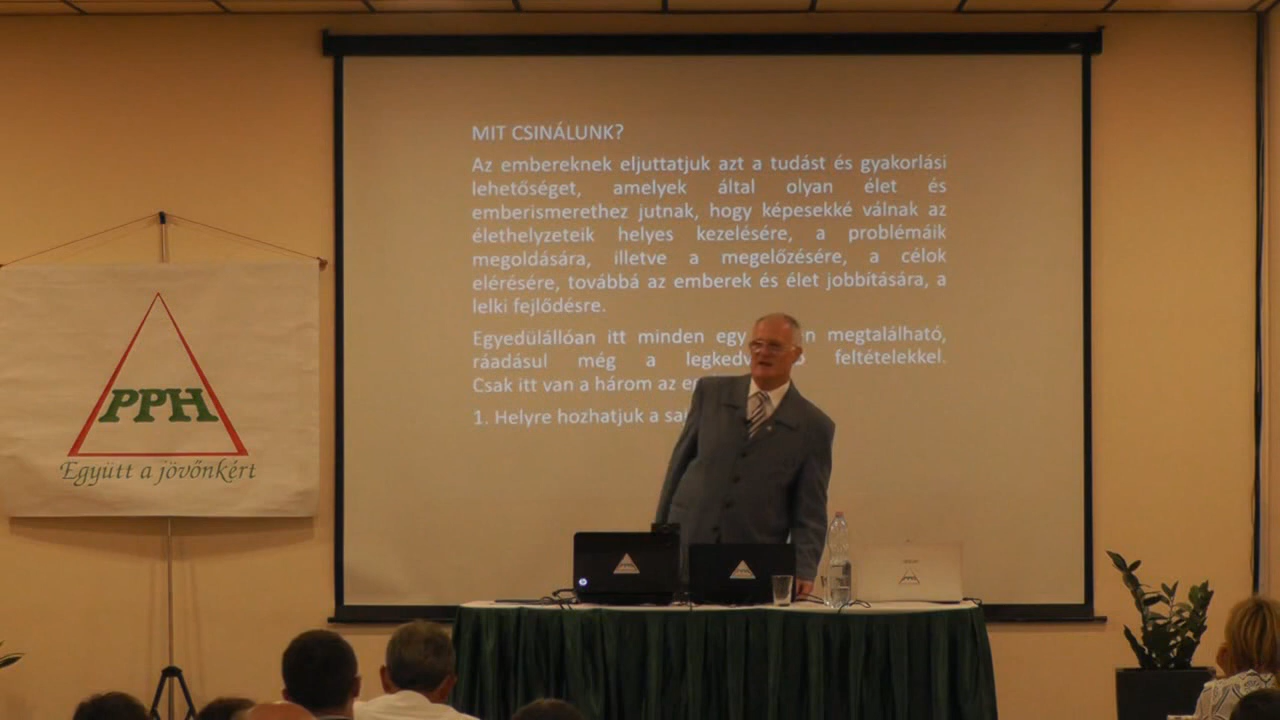 MIT CSINÁLUNK?
Az embereknek eljuttatjuk azt a tudást és gyakorlási
lehetőséget, amelyek által olyan élet és
emberismerethez jutnak, hogy képesekké válnak az
élethelyzeteik helyes kezelésére, a problémáik
megoldására, illetve a megelőzésére, a célok
elérésére, továbbá az emberek és élet jobbítására, a
lelki fejlődésre.
Egyedülállóan itt minden egy megtalálható,
ráadásul még a feltételekkel.
Csak itt van a három az
1. Helyre hozhatjuk a
PPH
Együtt a jövőnkért